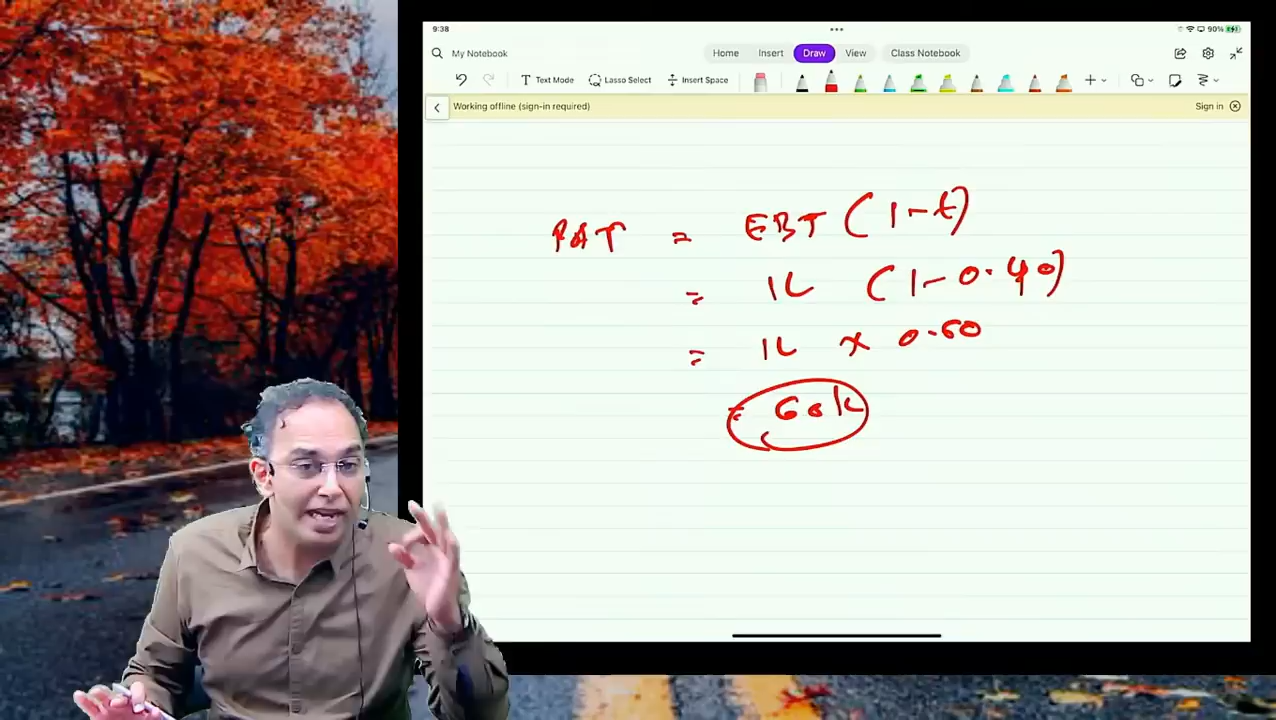 9:38
90%
My Notebook
Home Insert Draw View Class Notebook
Text Mode Lasso Select Insert Space
Working offline (sign-in required)
Sign in
PAT = EBT (1-t)
= 1L (1-0.40)
= 1L x 0.60
= 60k